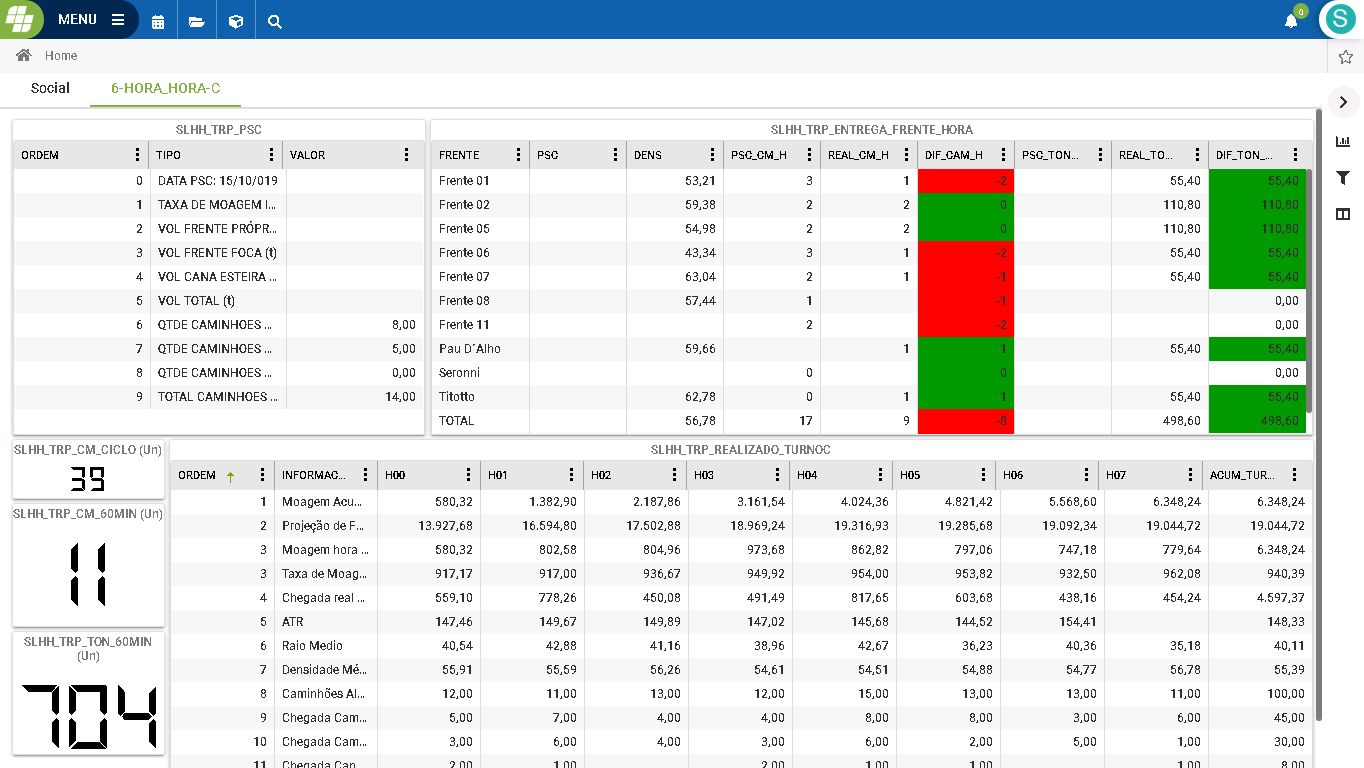 MENU
0
S
Home
Social 6-HORA_HORA-C
SLHH_TRP_PSC
ORDEM TIPO VALOR
0 DATA PSC: 15/10/019
1 TAXA DE MOAGEM I...
2 VOL FRENTE PRÓPR...
3 VOL FRENTE FOCA (t)
4 VOL CANA ESTEIRA ...
5 VOL TOTAL (t)
6 QTDE CAMINHOES ... 8,00
7 QTDE CAMINHOES ... 5,00
8 QTDE CAMINHOES ... 0,00
9 TOTAL CAMINHOES ... 14,00
SLHH_TRP_ENTREGA_FRENTE_HORA
FRENTE PSC DENS PSC_CM_H REAL_CM_H DIF_CAM_H PSC_TON... REAL_TO... DIF_TON_...
Frente 01 53,21 3 1 -2 55,40 55,40
Frente 02 59,38 2 2 0 110,80 110,80
Frente 05 54,98 2 2 0 110,80 110,80
Frente 06 43,34 3 1 -2 55,40 55,40
Frente 07 63,04 2 1 -1 55,40 55,40
Frente 08 57,44 1 -1 0,00
Frente 11 2 -2 0,00
Pau D´Alho 59,66 1 1 55,40 55,40
Seronni 0 0 0,00
Titotto 62,78 0 1 1 55,40 55,40
TOTAL 56,78 17 9 -8 498,60 498,60
SLHH_TRP_CM_CICLO (Un)
39
SLHH_TRP_CM_60MIN (Un)
11
SLHH_TRP_TON_60MIN
(Un)
704
SLHH_TRP_REALIZADO_TURNOC
ORDEM INFORMAC... H00 H01 H02 H03 H04 H05 H06 H07 ACUM_TUR...
1 Moagem Acu... 580,32 1.382,90 2.187,86 3.161,54 4.024,36 4.821,42 5.568,60 6.348,24 6.348,24
2 Projeção de F... 13.927,68 16.594,80 17.502,88 18.969,24 19.316,93 19.285,68 19.092,34 19.044,72 19.044,72
3 Moagem hora ... 580,32 802,58 804,96 973,68 862,82 797,06 747,18 779,64 6.348,24
3 Taxa de Moag... 917,17 917,00 936,67 949,92 954,00 953,82 932,50 962,08 940,39
4 Chegada real ... 559,10 778,26 450,08 491,49 817,65 603,68 438,16 454,24 4.597,37
5 ATR 147,46 149,67 149,89 147,02 145,68 144,52 154,41 148,33
6 Raio Medio 40,54 42,88 41,16 38,96 42,67 36,23 40,36 35,18 40,11
7 Densidade Mé... 55,91 55,59 56,26 54,61 54,51 54,88 54,77 56,78 55,39
8 Caminhões Al... 12,00 11,00 13,00 12,00 15,00 13,00 13,00 11,00 100,00
9 Chegada Cam... 5,00 7,00 4,00 4,00 8,00 8,00 3,00 6,00 45,00
10 Chegada Cam... 3,00 6,00 4,00 3,00 6,00 2,00 5,00 1,00 30,00
11 Chegada Can... 2,00 1,00 2,00 1,00 1,00 1,00 8,00